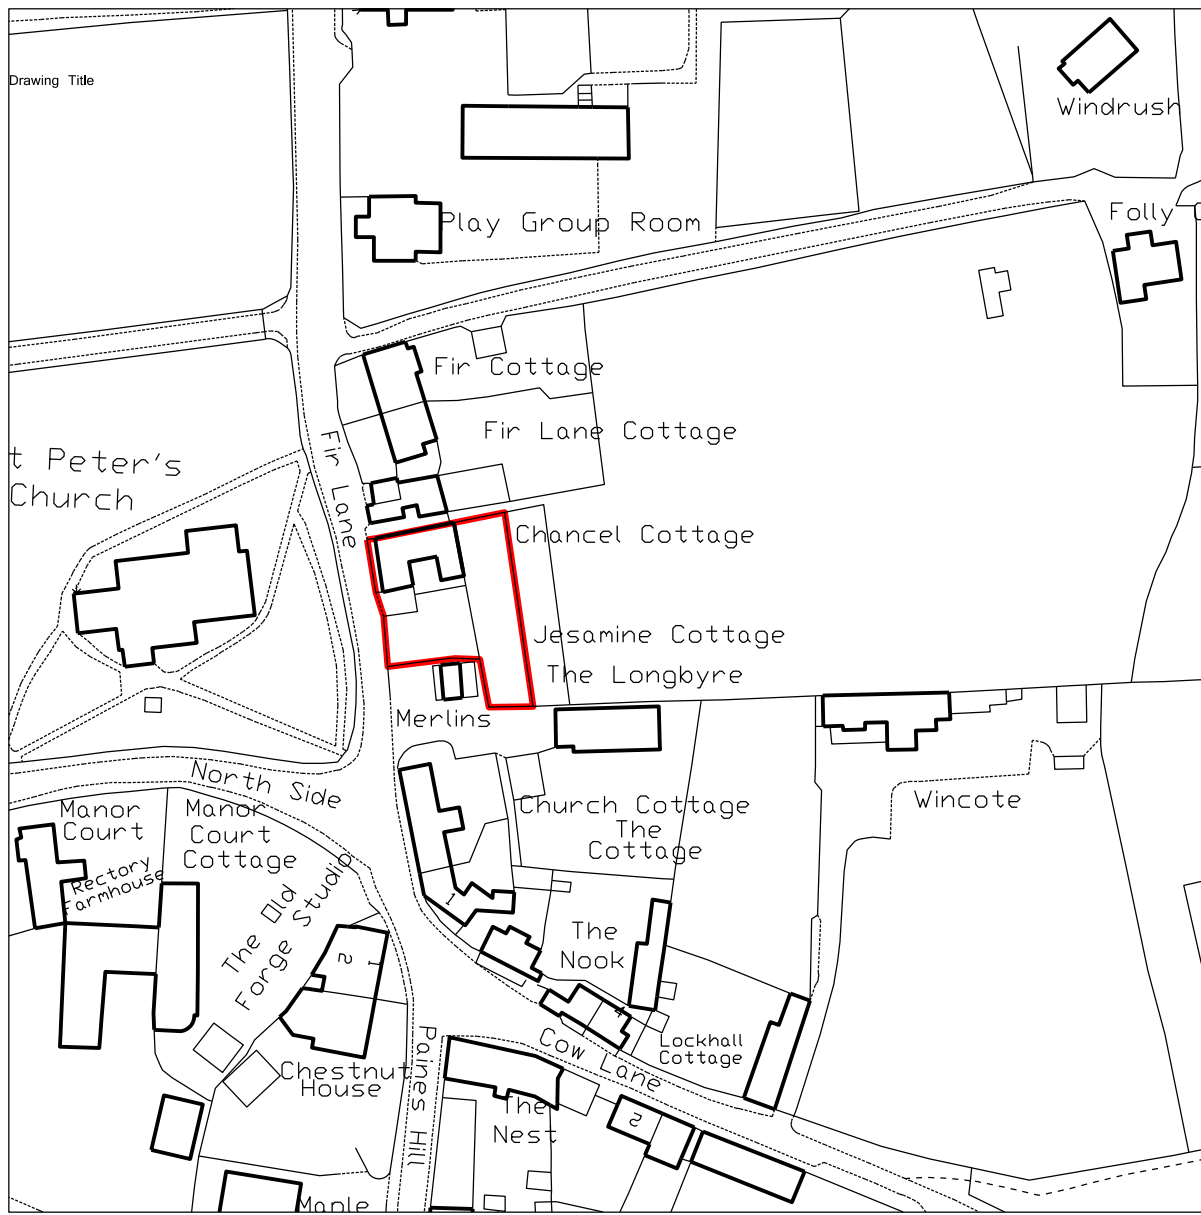 Drawing Title
Windrush
Play Group Room
Folly
Fir Cottage
Fir Lane Cottage
Fir Lane
t Peter's
Church
Chancel Cottage
Jesamine Cottage
The Longbyre
Merlins
North Side
Manor
Court
Manor
Court
Cottage
Church Cottage
The
Cottage
Wincote
Rectory
Farmhouse
The Old
Forge Studio
1
The
Nook
2
1
4
Cow Lane
Lockhall
Cottage
Paines Hill
Chestnut
House
The
Nest
2
Maple